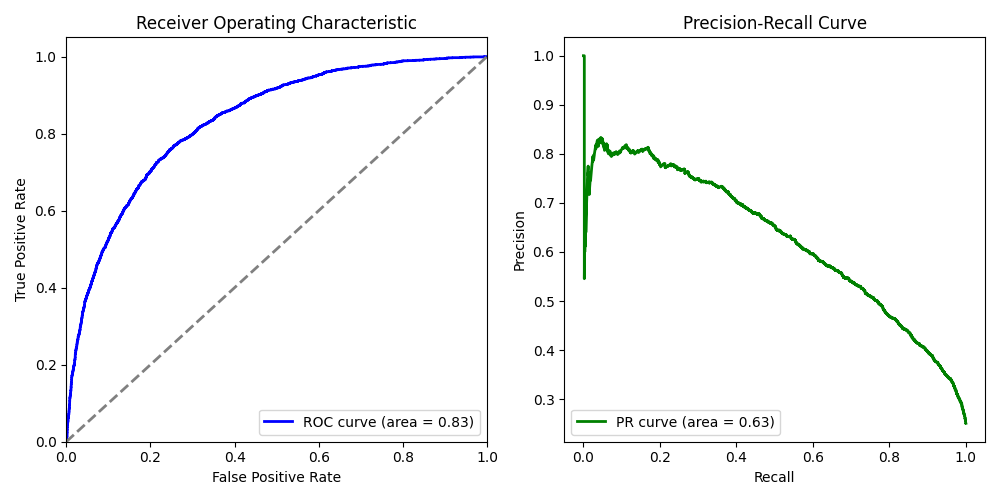 Receiver Operating Characteristic
1.0
0.8
0.6
0.4
0.2
0.0
True Positive Rate
0.0 0.2 0.4 0.6 0.8 1.0
False Positive Rate
ROC curve (area = 0.83)
Precision-Recall Curve
1.0
0.9
0.8
0.7
0.6
0.5
0.4
0.3
Precision
0.0 0.2 0.4 0.6 0.8 1.0
Recall
PR curve (area = 0.63)